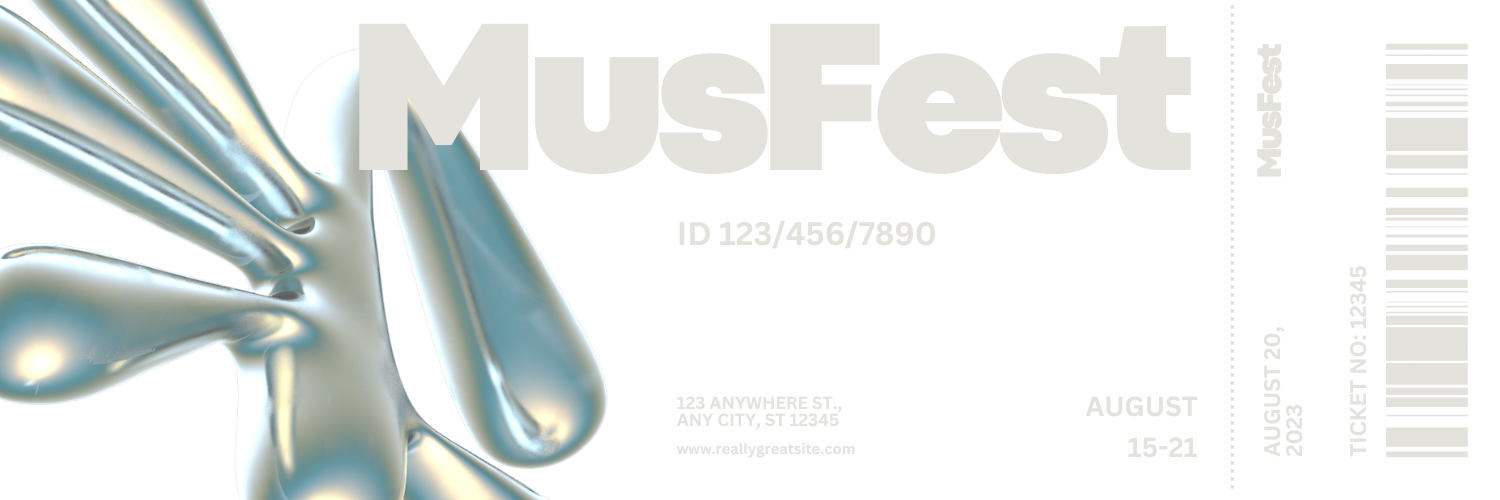 MusFest
ID 123/456/7890
123 ANYWHERE ST.,
ANY CITY, ST 12345
www.reallygreatsite.com
AUGUST
15-21
MusFest
AUGUST 20,
2023
TICKET NO: 12345